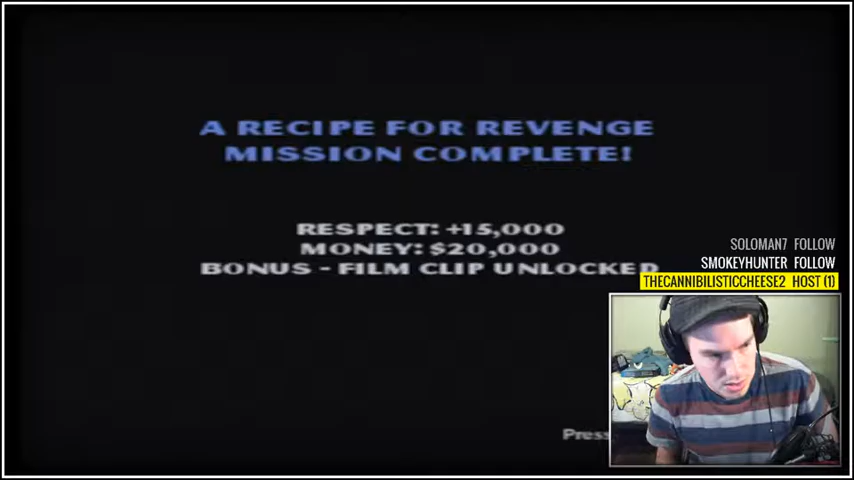 A RECIPE FOR REVENGE
MISSION COMPLETE!
RESPECT: +15,000
MONEY: $20,000
BONUS - FILM CLIP UNLOCKED
SOLOMAN7 FOLLOW
SMOKEYHUNTER FOLLOW
THECANNIBILISTICCHEESE2 HOST (1)
Press